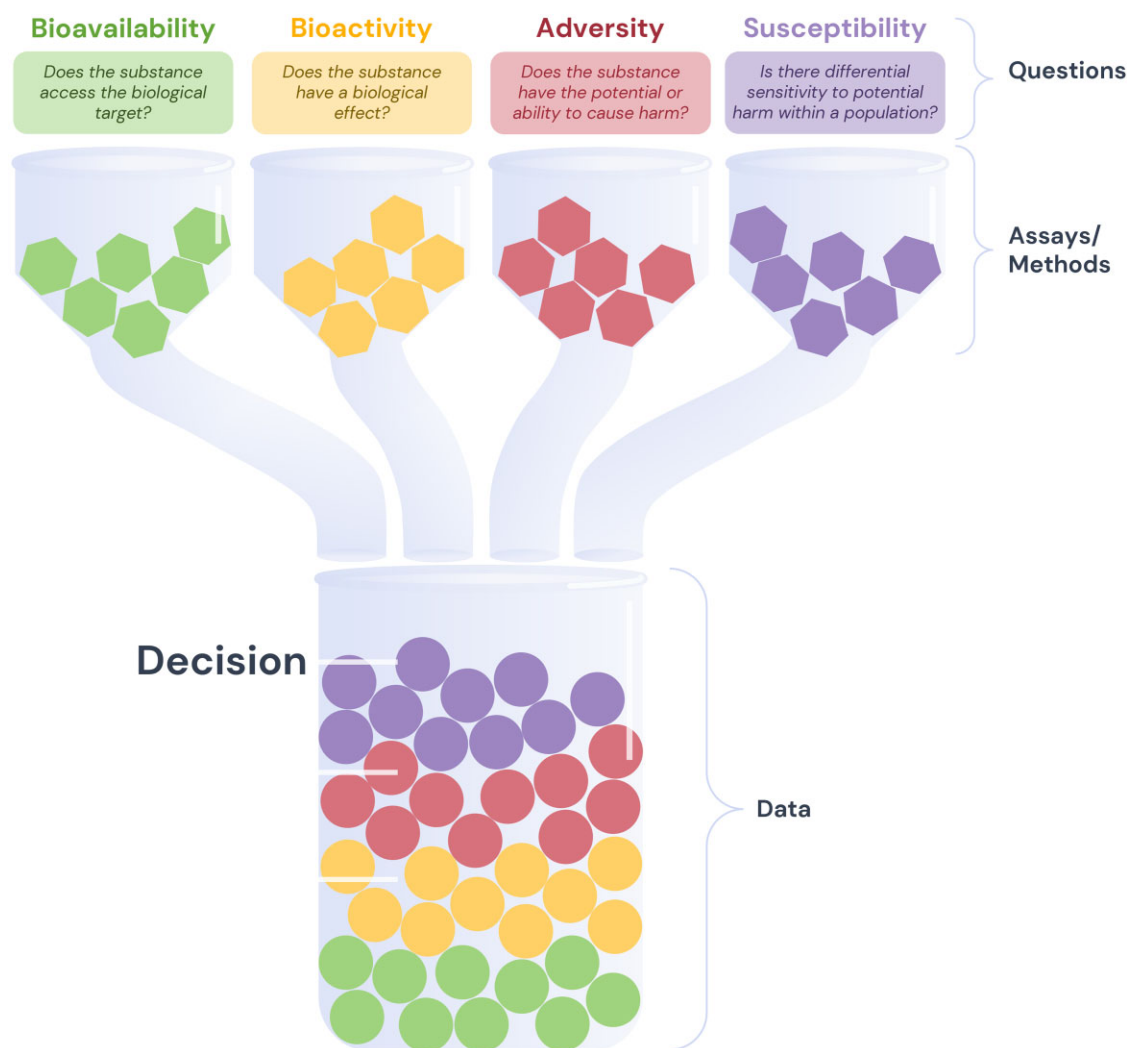 Bioavailability
Does the substance
access the biological
target?
Bioactivity
Does the substance
have a biological
effect?
Adversity
Does the substance
have the potential or
ability to cause harm?
Susceptibility
Is there differential
sensitivity to potential
harm within a population?
Questions
Assays/
Methods
Decision
Data